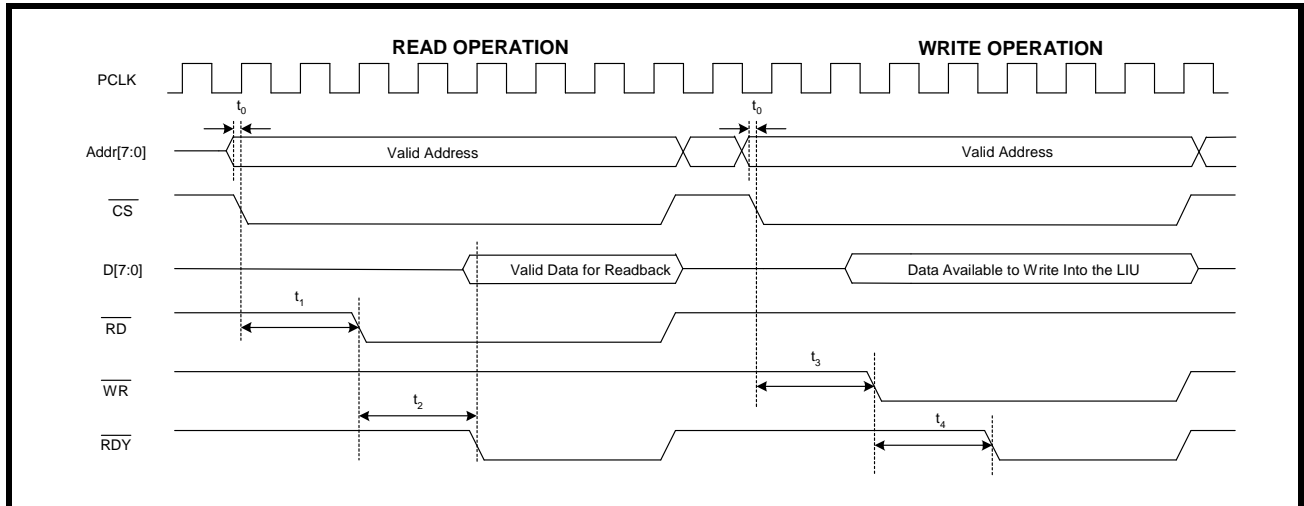 READ OPERATION WRITE OPERATION
PCLK
t0 t0
Addr[7:0] Valid Address Valid Address
CS
D[7:0] Valid Data for Readback Data Available to Write Into the LIU
t1
RD
t3
WR
t2 t4
RDY